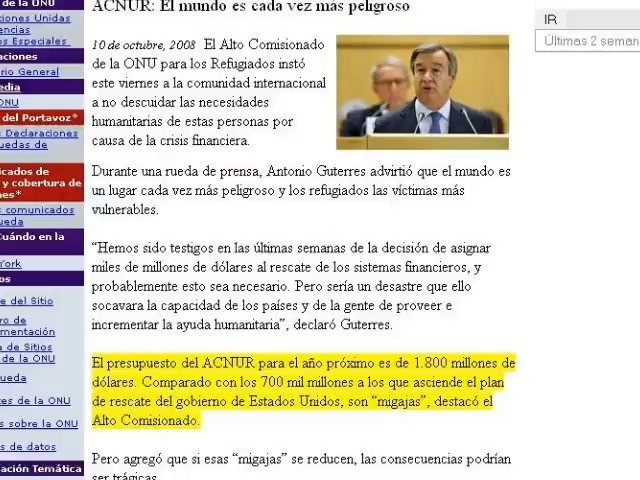 de la ONU
ACNUR: El mundo es cada vez más peligroso
ciones Unidas
encias
os Especiales
aciones
rio General
edia
ONU
del Portavoz*
s Declaraciones
uedas de
icados de
y cobertura de
nes*
s comunicados
ueda
Cuándo en la
York
os
e del Sitio
ro de
mentación
a de Sitios
de la ONU
ueda
tes de la ONU
s sobre la ONU
s de datos
ación Temática
10 de octubre, 2008 El Alto Comisionado
de la ONU para los Refugiados instó
este viernes a la comunidad internacional
a no descuidar las necesidades
humanitarias de estas personas por
causa de la crisis financiera.
Durante una rueda de prensa, Antonio Guterres advirtió que el mundo es
un lugar cada vez más peligroso y los refugiados las víctimas más
vulnerables.
“Hemos sido testigos en las últimas semanas de la decisión de asignar
miles de millones de dólares al rescate de los sistemas financieros, y
probablemente esto sea necesario. Pero sería un desastre que ello
socavara la capacidad de los países y de la gente de proveer e
incrementar la ayuda humanitaria”, declaró Guterres.
El presupuesto del ACNUR para el año próximo es de 1.800 millones de
dólares. Comparado con los 700 mil millones a los que asciende el plan
de rescate del gobierno de Estados Unidos, son “migajas”, destacó el
Alto Comisionado.
Pero agregó que si esas “migajas” se reducen, las consecuencias podrían
ser trágicas.
IR
Últimas 2 seman